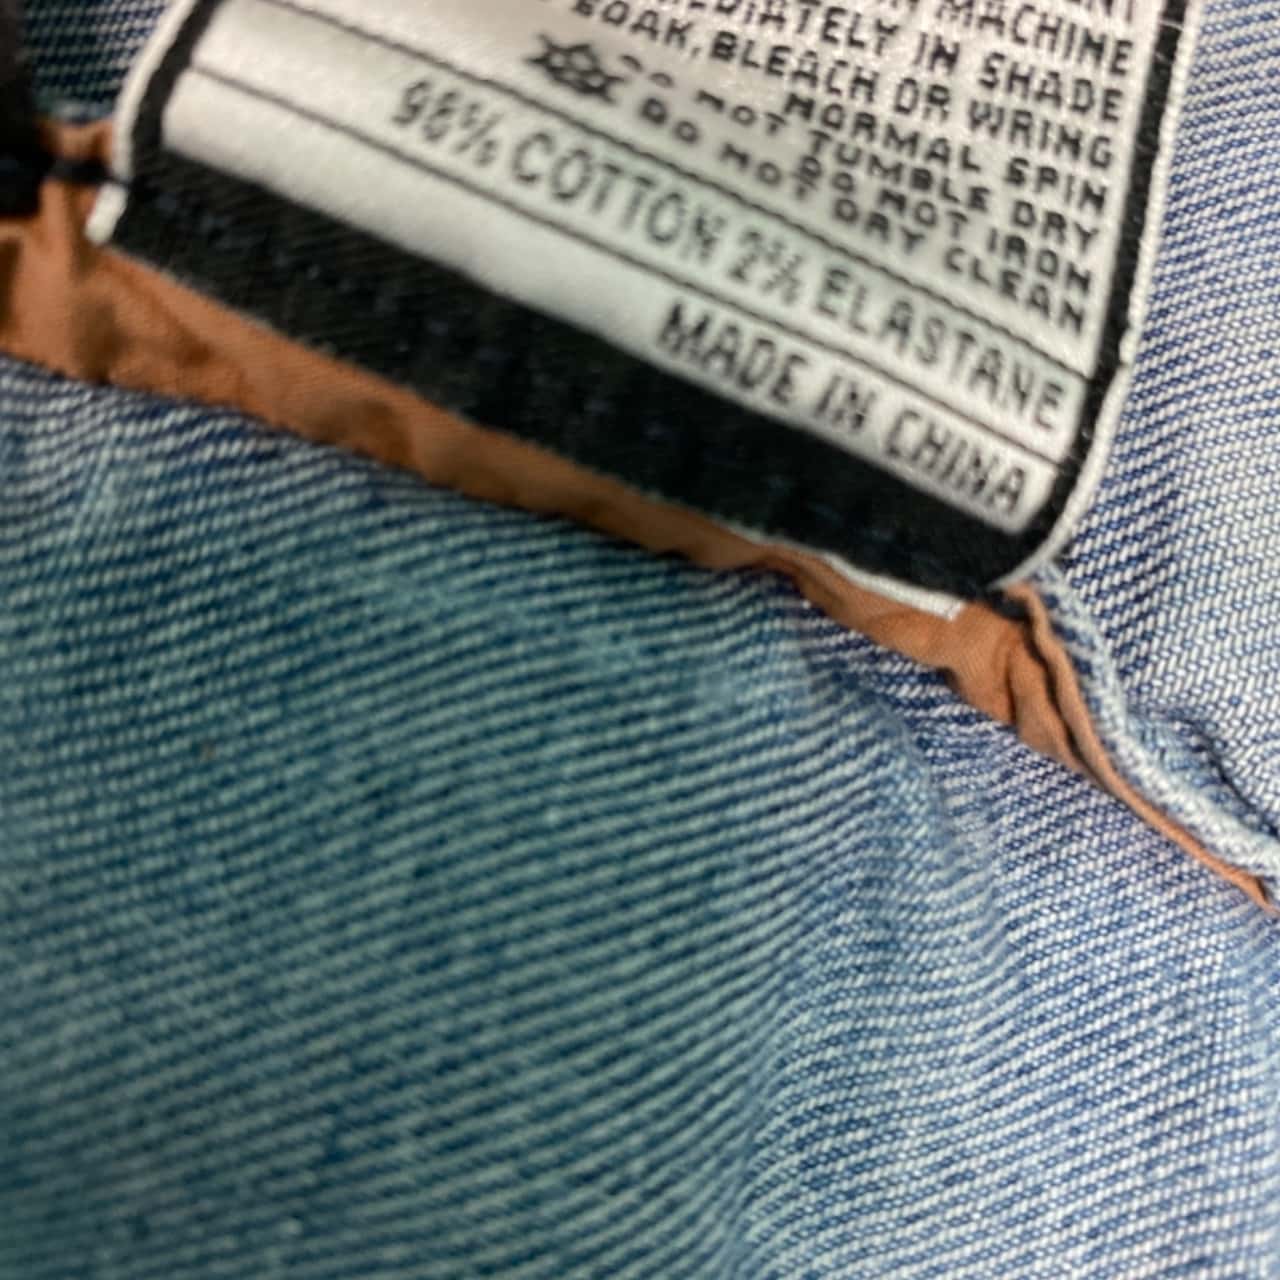 MACHINE
IN SHADE
SOAK, BLEACH OR WRING
NORMAL SPIN
DO NOT TUMBLE DRY
DO NOT IRON
DO NOT DRY CLEAN
98% COTTON 2% ELASTANE
MADE IN CHINA